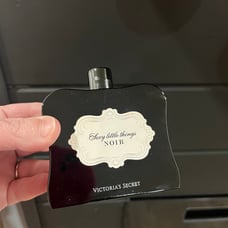 Sexy little things
NOIR
VICTORIA'S SECRET